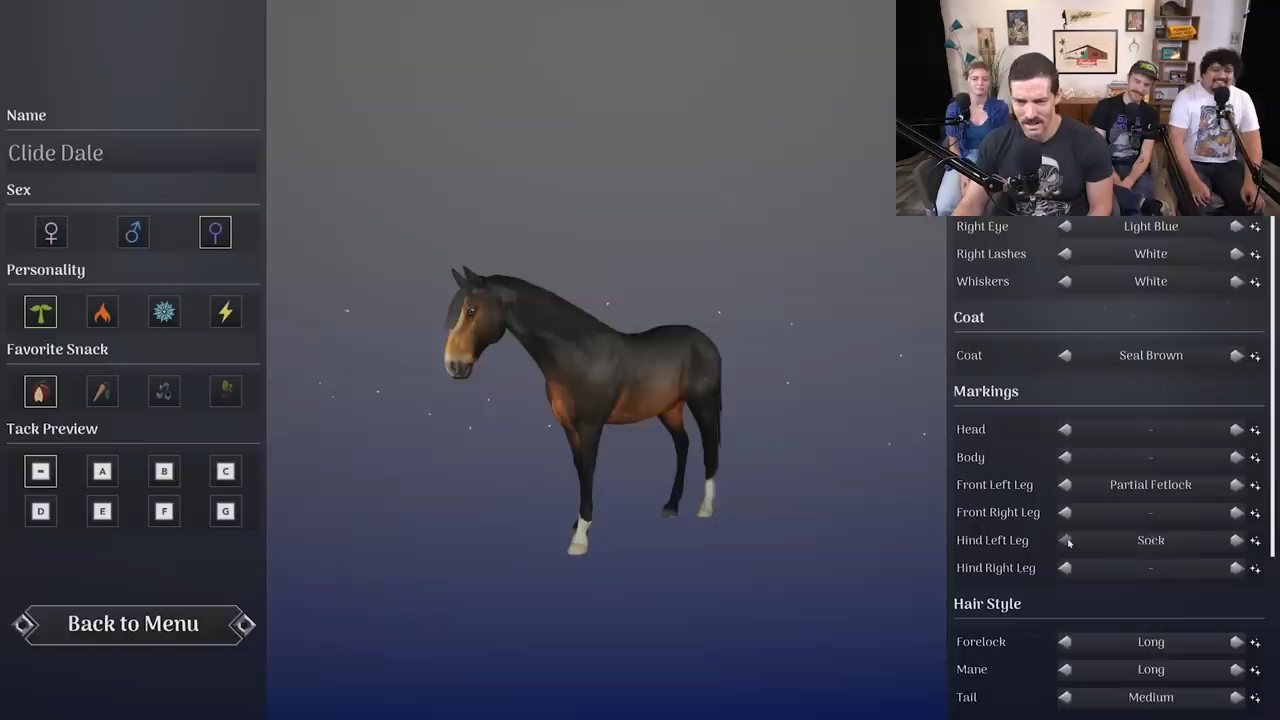 Name
Clide Dale
Sex
Personality
Favorite Snack
Tack Preview
- A B C
D E F G
Back to Menu
Right Eye Light Blue
Right Lashes White
Whiskers White
Coat
Coat Seal Brown
Markings
Head -
Body -
Front Left Leg Partial Fetlock
Front Right Leg -
Hind Left Leg Sock
Hind Right Leg -
Hair Style
Forelock Long
Mane Long
Tail Medium